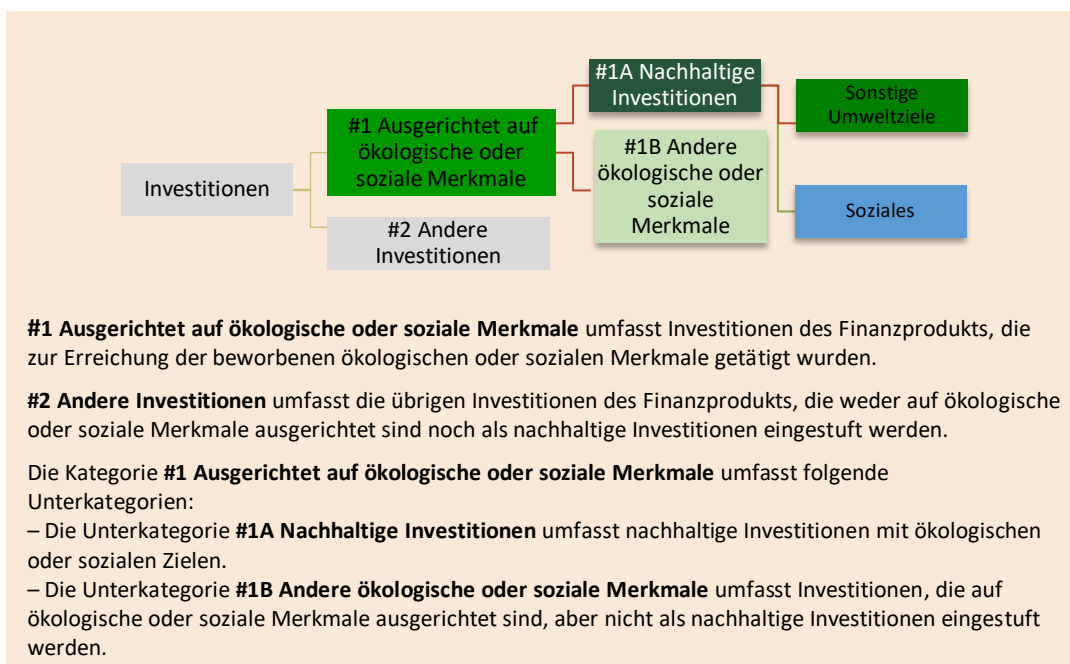 #1A Nachhaltige
Investitionen
Sonstige
Umweltziele
#1 Ausgerichtet auf
ökologische oder
soziale Merkmale
#1B Andere
ökologische oder
soziale
Merkmale
Investitionen
Soziales
#2 Andere
Investitionen
#1 Ausgerichtet auf ökologische oder soziale Merkmale umfasst Investitionen des Finanzprodukts, die
zur Erreichung der beworbenen ökologischen oder sozialen Merkmale getätigt wurden.
#2 Andere Investitionen umfasst die übrigen Investitionen des Finanzprodukts, die weder auf ökologische
oder soziale Merkmale ausgerichtet sind noch als nachhaltige Investitionen eingestuft werden.
Die Kategorie #1 Ausgerichtet auf ökologische oder soziale Merkmale umfasst folgende
Unterkategorien:
– Die Unterkategorie #1A Nachhaltige Investitionen umfasst nachhaltige Investitionen mit ökologischen
oder sozialen Zielen.
– Die Unterkategorie #1B Andere ökologische oder soziale Merkmale umfasst Investitionen, die auf
ökologische oder soziale Merkmale ausgerichtet sind, aber nicht als nachhaltige Investitionen eingestuft
werden.